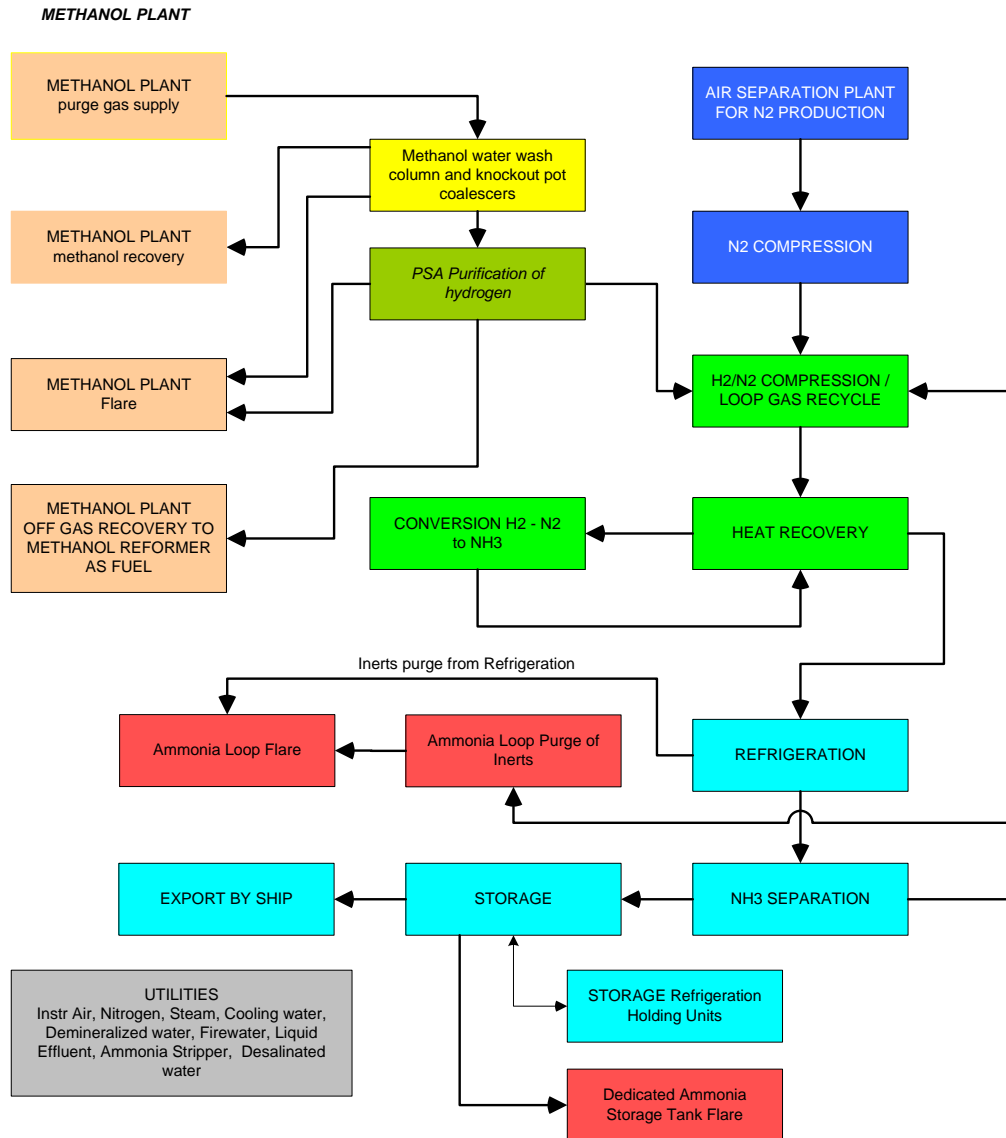 METHANOL PLANT
METHANOL PLANT
purge gas supply
AIR SEPARATION PLANT
FOR N2 PRODUCTION
Methanol water wash
column and knockout pot
coalescers
METHANOL PLANT
methanol recovery
N2 COMPRESSION
PSA Purification of
hydrogen
METHANOL PLANT
Flare
H2/N2 COMPRESSION /
LOOP GAS RECYCLE
METHANOL PLANT
OFF GAS RECOVERY TO
METHANOL REFORMER
AS FUEL
CONVERSION H2 - N2
to NH3
HEAT RECOVERY
Inerts purge from Refrigeration
Ammonia Loop Flare
Ammonia Loop Purge of
Inerts
REFRIGERATION
EXPORT BY SHIP
STORAGE
NH3 SEPARATION
UTILITIES
Instr Air, Nitrogen, Steam, Cooling water,
Demineralized water, Firewater, Liquid
Effluent, Ammonia Stripper, Desalinated
water
STORAGE Refrigeration
Holding Units
Dedicated Ammonia
Storage Tank Flare